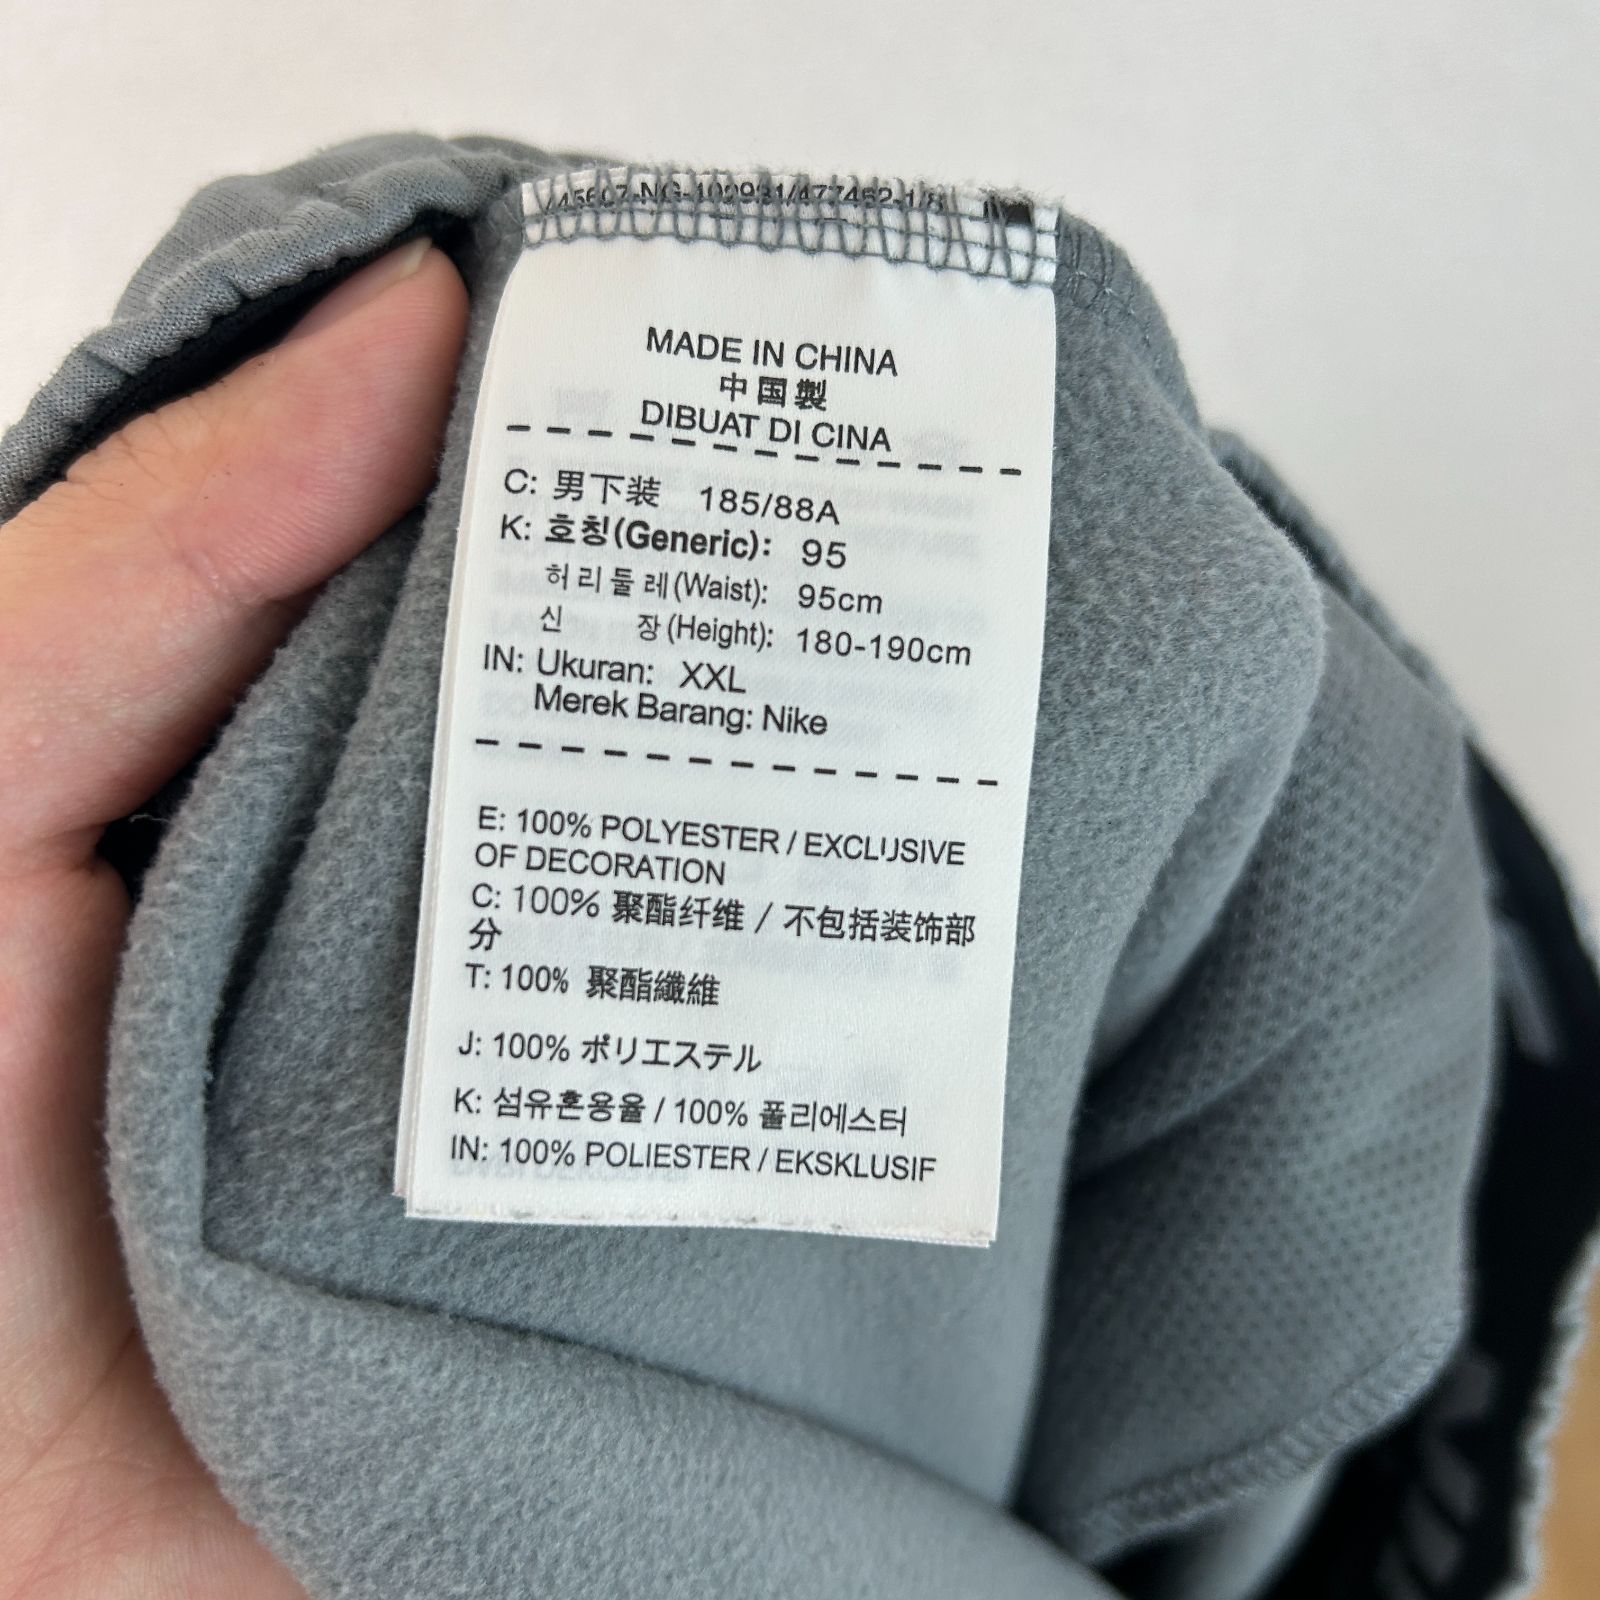 MADE IN CHINA
中国製
DIBUAT DI CINA
C: 男下装 185/88A
K: 호칭(Generic): 95
허리둘레(Waist): 95cm
신 장(Height): 180-190cm
IN: Ukuran: XXL
Merek Barang: Nike
E: 100% POLYESTER / EXCLUSIVE
OF DECORATION
C: 100% 聚酯纤维 / 不包括装饰部
分
T: 100% 聚酯纖維
J: 100% ポリエステル
K: 섬유혼용율 / 100% 폴리에스터
IN: 100% POLIESTER / EKSKLUSIF